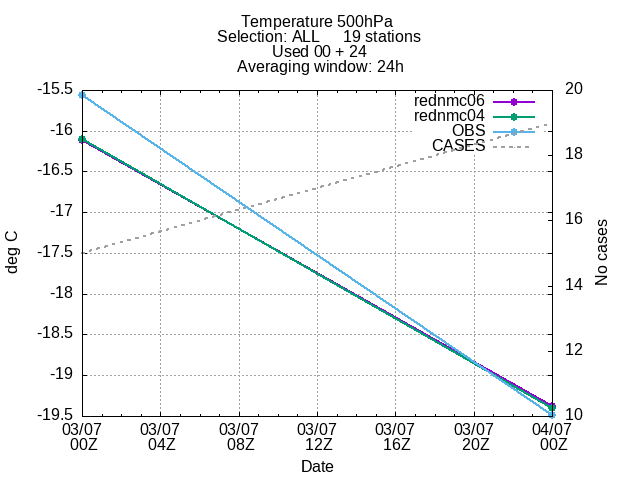 Temperature 500hPa
Selection: ALL 19 stations
Used 00 + 24
Averaging window: 24h
-15.5
-16
-16.5
-17
-17.5
-18
-18.5
-19
-19.5
deg C
20
18
16
14
12
10
No cases
rednmc06
rednmc04
OBS
CASES
03/07 03/07 03/07 03/07 03/07 03/07 04/07
00Z 04Z 08Z 12Z 16Z 20Z 00Z
Date